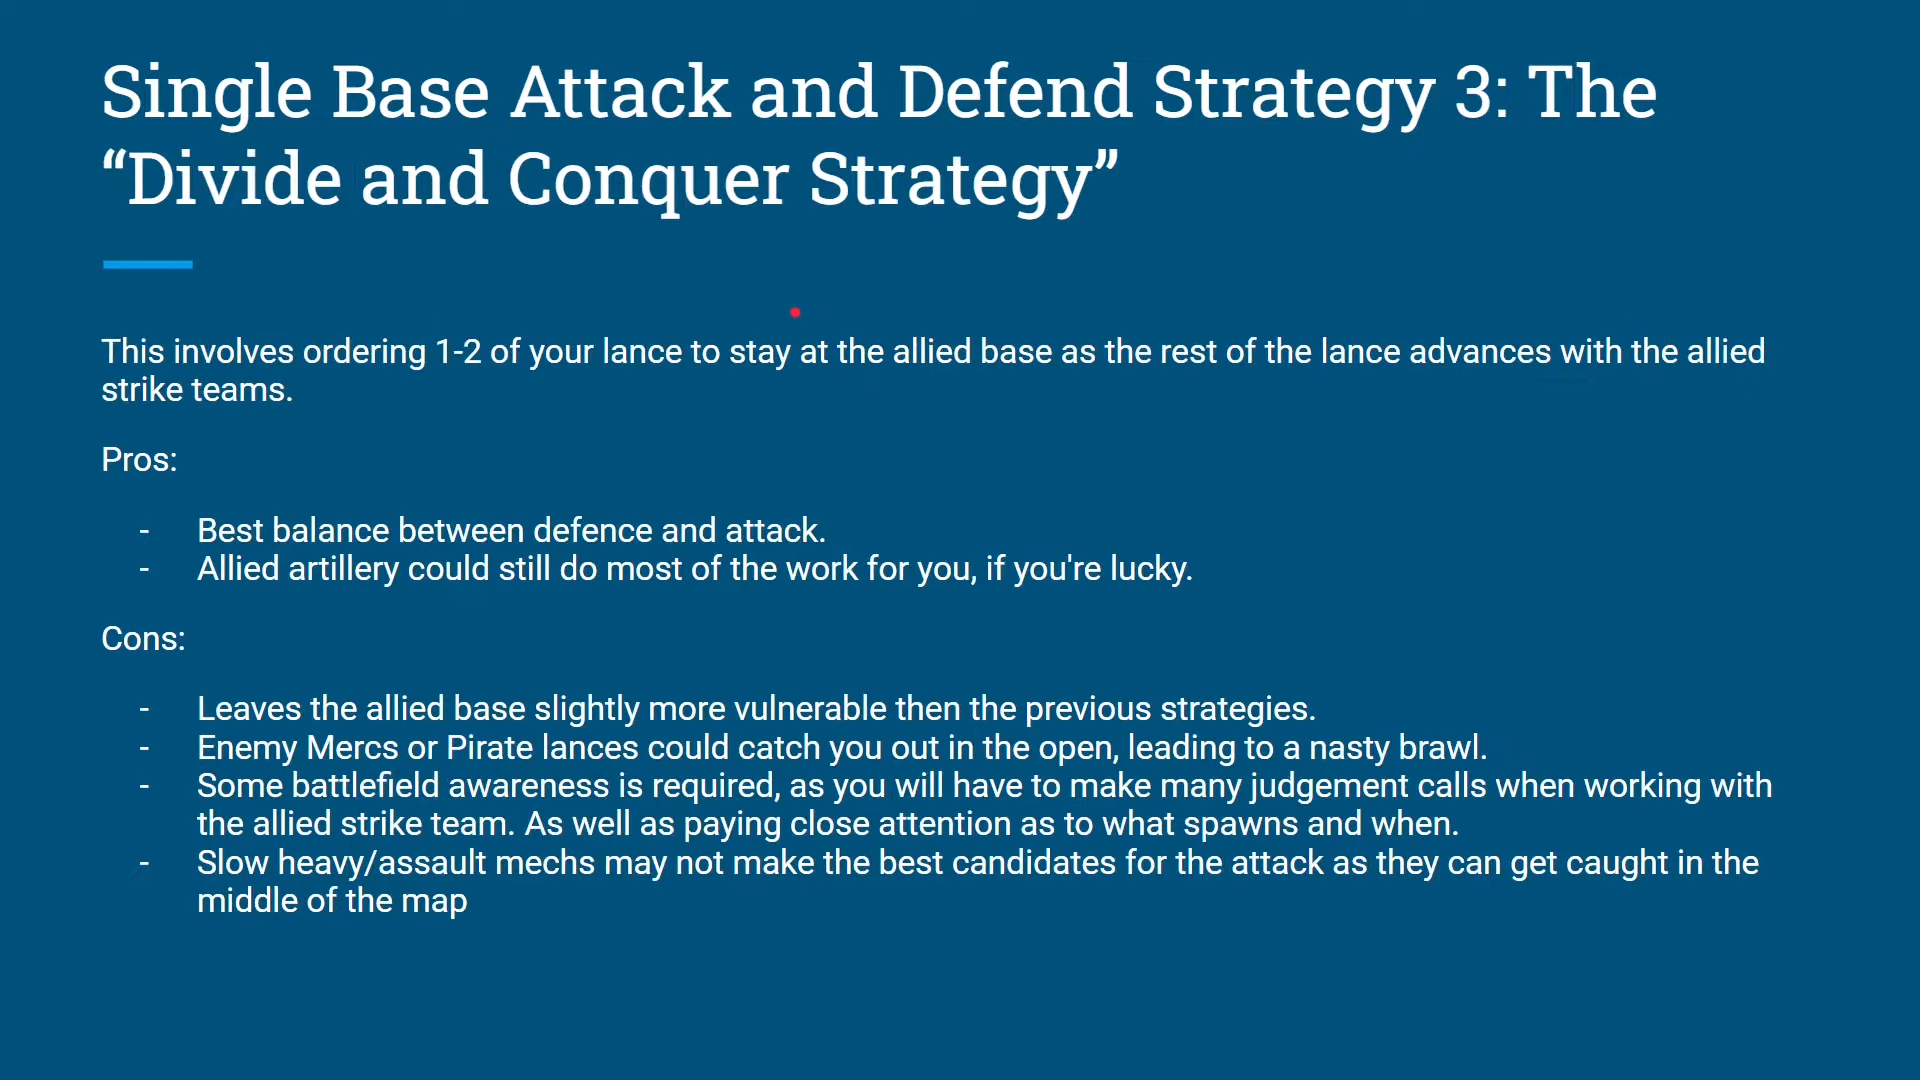 Single Base Attack and Defend Strategy 3: The
“Divide and Conquer Strategy”
This involves ordering 1-2 of your lance to stay at the allied base as the rest of the lance advances with the allied
strike teams.
Pros:
- Best balance between defence and attack.
- Allied artillery could still do most of the work for you, if you're lucky.
Cons:
- Leaves the allied base slightly more vulnerable then the previous strategies.
- Enemy Mercs or Pirate lances could catch you out in the open, leading to a nasty brawl.
- Some battlefield awareness is required, as you will have to make many judgement calls when working with
the allied strike team. As well as paying close attention as to what spawns and when.
- Slow heavy/assault mechs may not make the best candidates for the attack as they can get caught in the
middle of the map